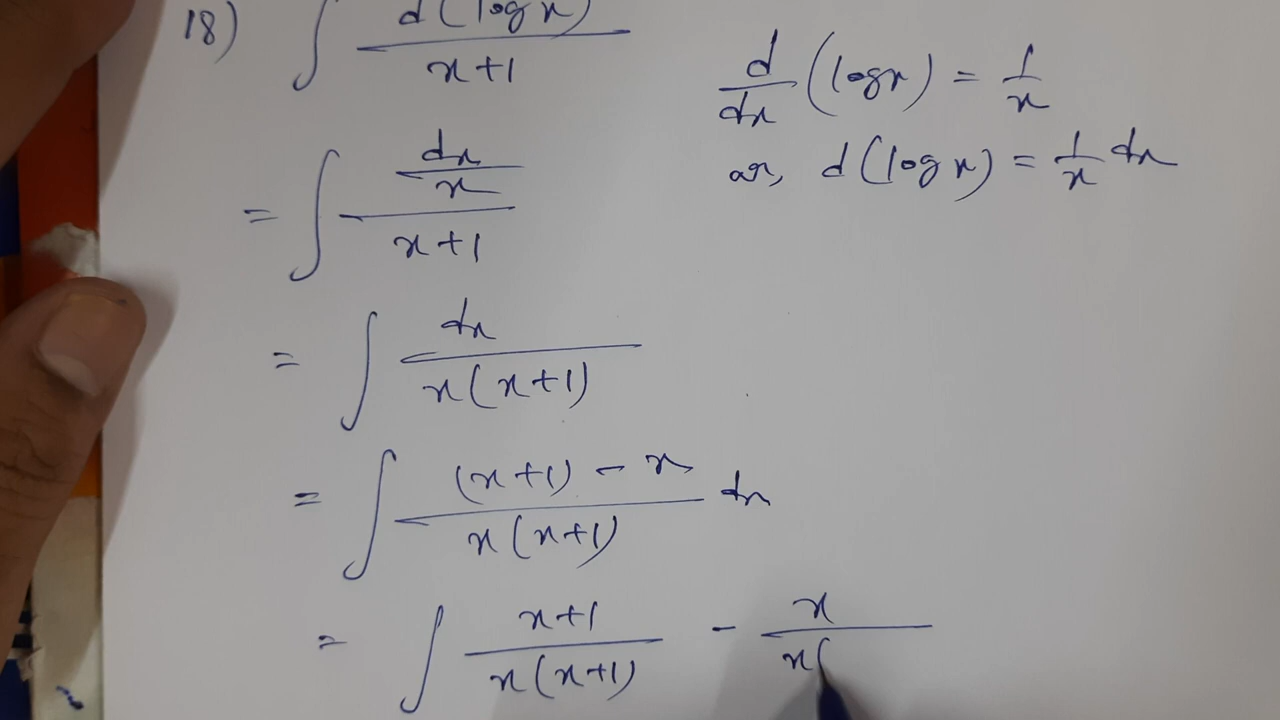 18) ∫ d(log x) / x+1
d/dx (log x) = 1/x
or, d(log x) = 1/x dx
= ∫ dx/x / x+1
= ∫ dx / x(x+1)
= ∫ (x+1) - x / x(x+1) dx
= ∫ x+1 / x(x+1) - x / x(